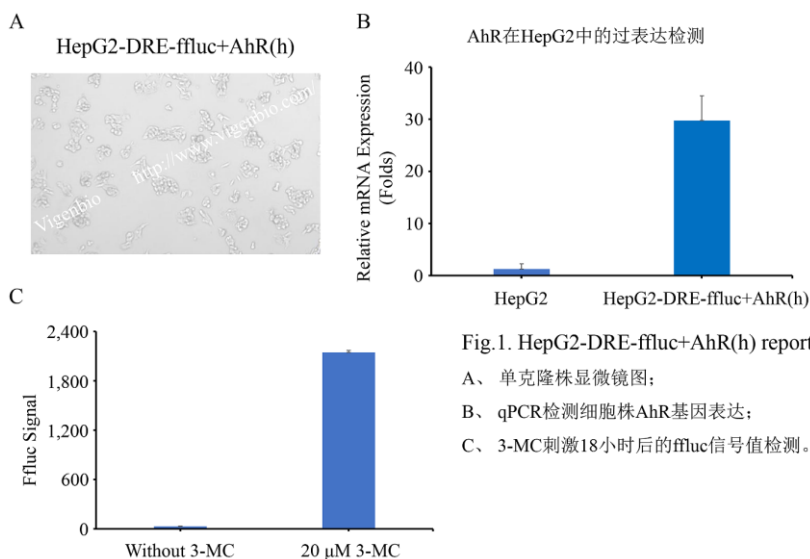 A
HepG2-DRE-ffluc+AhR(h)
Vigenbio http://www.Vigenbio.com
B
AhR在HepG2中的过表达检测
Relative mRNA Expression
(Folds)
40
30
20
10
0
HepG2
HepG2-DRE-ffluc+AhR(h)
C
Ffluc Signal
2,400
1,800
1,200
600
0
Without 3-MC
20 μM 3-MC
Fig.1. HepG2-DRE-ffluc+AhR(h) report
A、 单克隆株显微镜图;
B、 qPCR检测细胞株AhR基因表达;
C、 3-MC刺激18小时后的ffluc信号值检测。